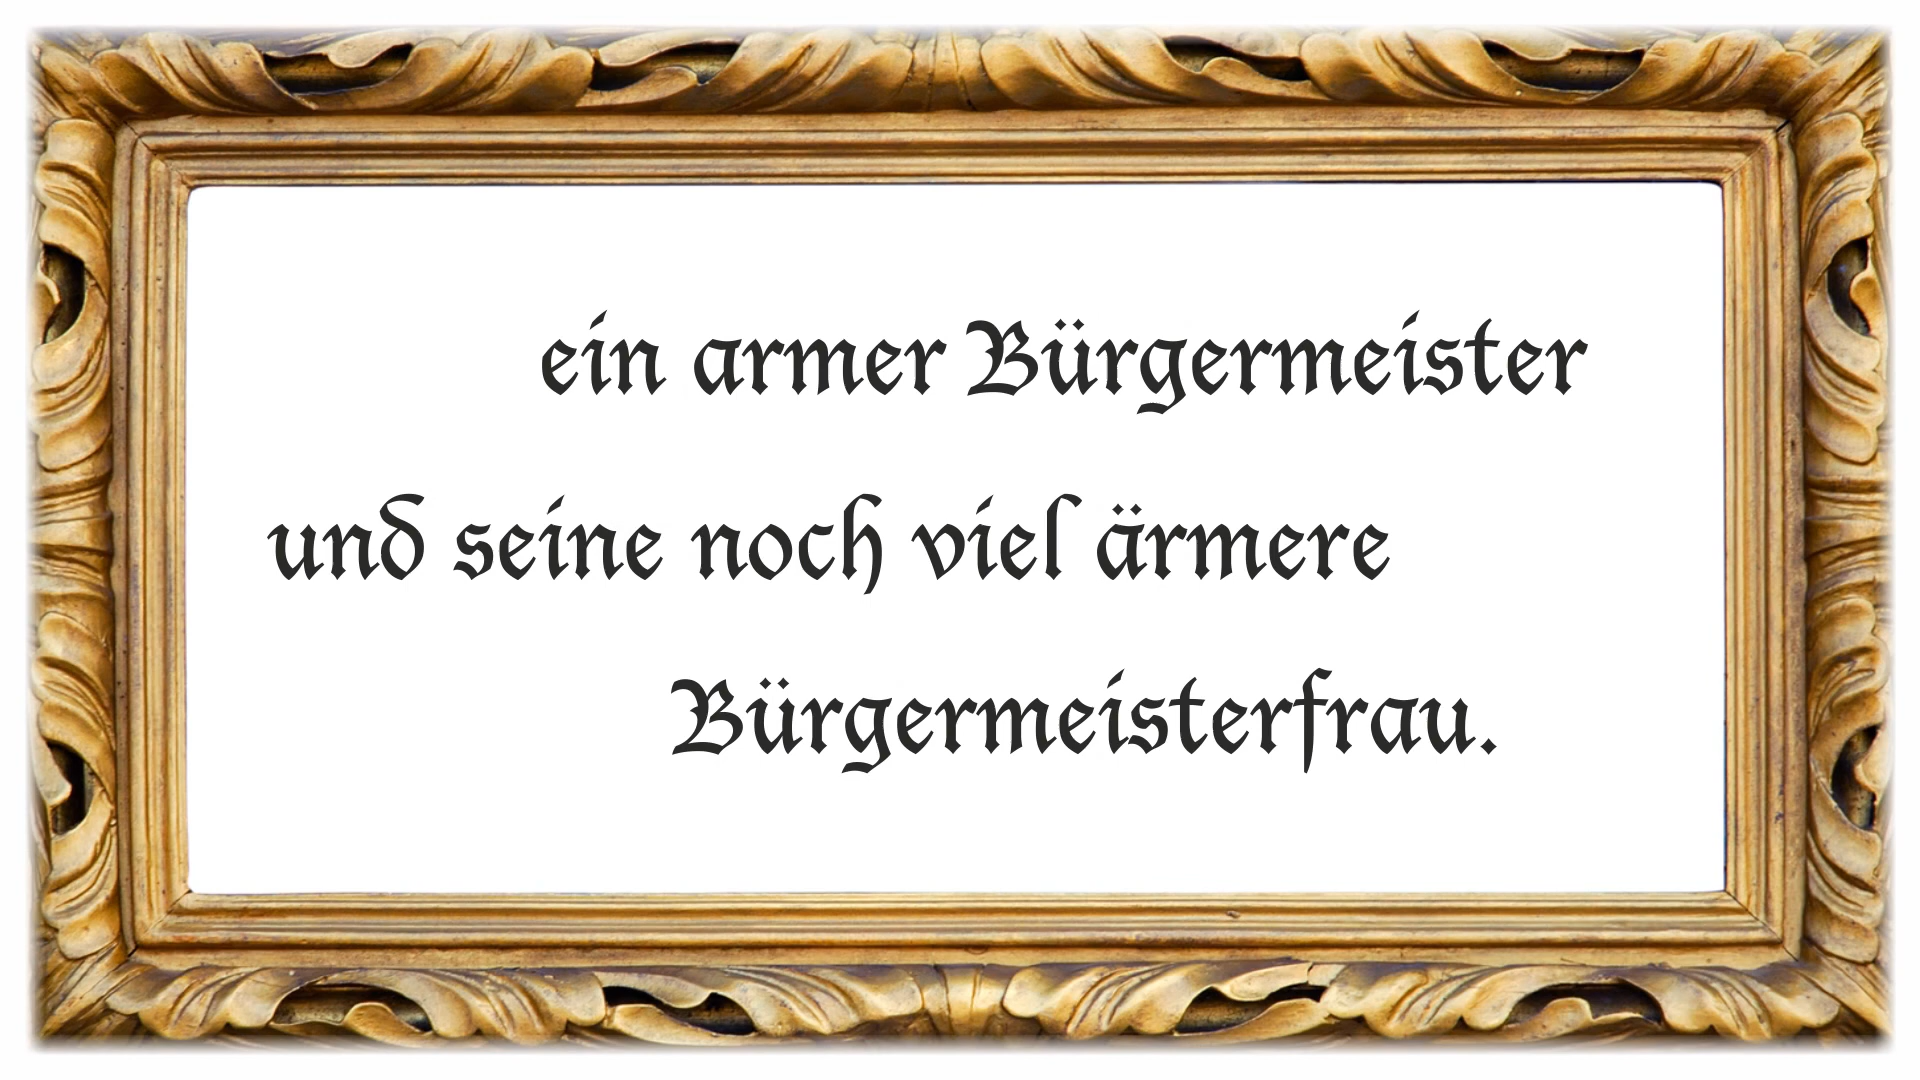 ein armer Bürgermeister
und seine noch viel ärmere
Bürgermeisterfrau.